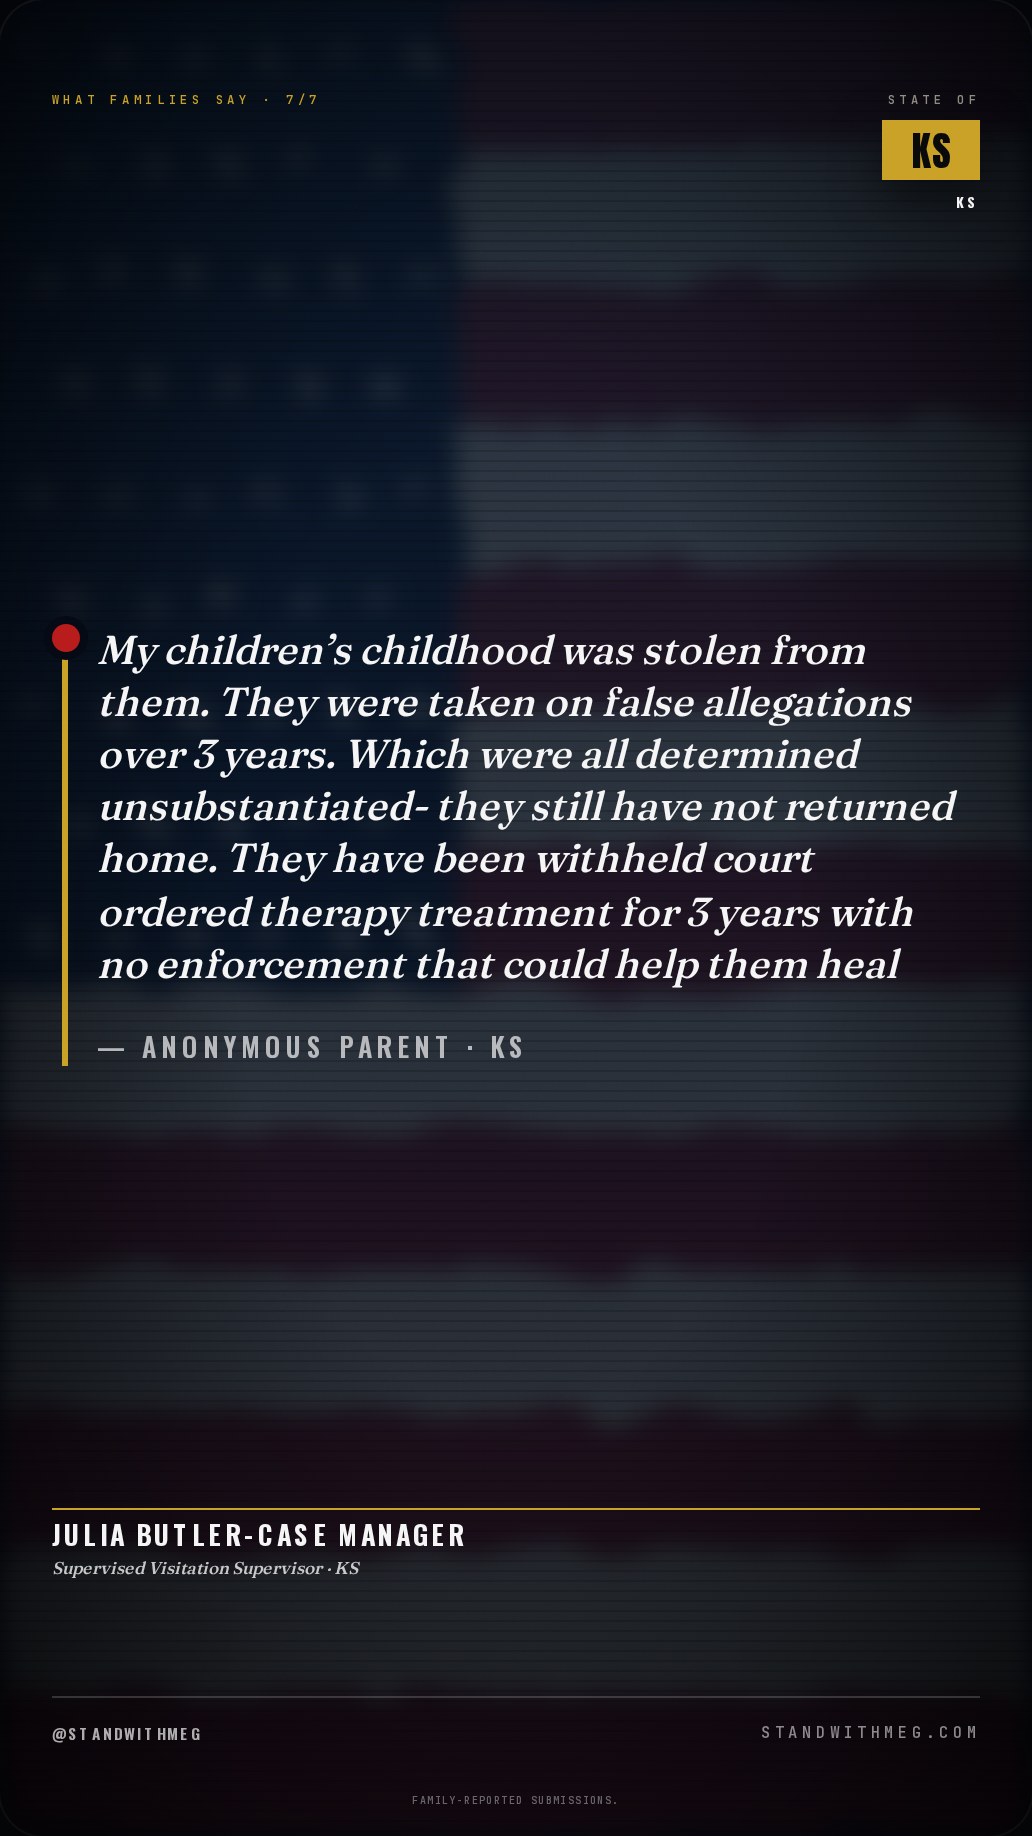 WHAT FAMILIES SAY · 7/7
STATE OF
KS
KS
My children’s childhood was stolen from
them. They were taken on false allegations
over 3 years. Which were all determined
unsubstantiated- they still have not returned
home. They have been withheld court
ordered therapy treatment for 3 years with
no enforcement that could help them heal
— ANONYMOUS PARENT · KS
JULIA BUTLER-CASE MANAGER
Supervised Visitation Supervisor · KS
@STANDWITHMEG
STANDWITHMEG.COM
FAMILY-REPORTED SUBMISSIONS.